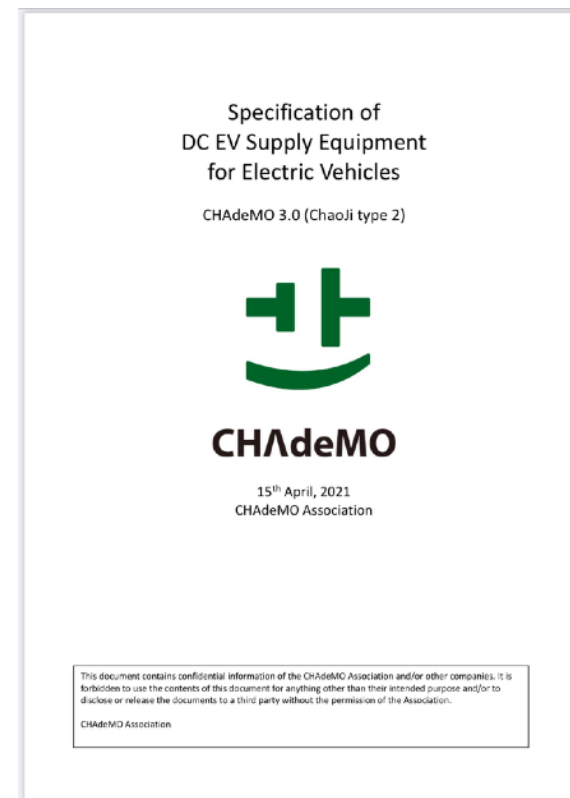 Specification of
DC EV Supply Equipment
for Electric Vehicles
CHAdeMO 3.0 (ChaoJi type 2)
CHΛdeMO
15th April, 2021
CHAdeMO Association
This document contains confidential information of the CHAdeMO Association and/or other companies. It is
forbidden to use the contents of this document for anything other than their intended purpose and/or to
disclose or release the documents to a third party without the permission of the Association.
CHAdeMO Association